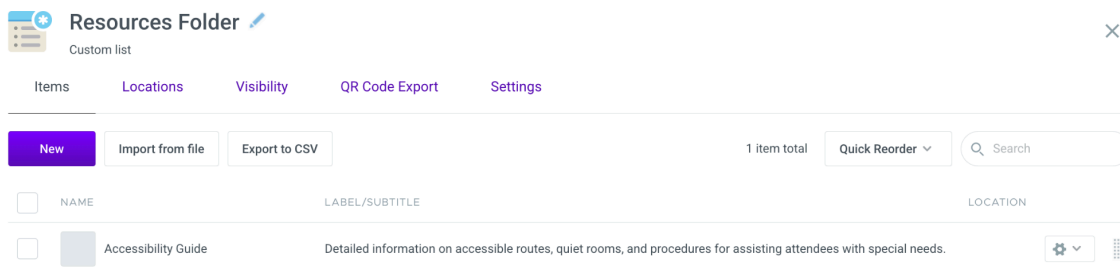 Resources Folder
Custom list
Items Locations Visibility QR Code Export Settings
New Import from file Export to CSV 1 item total Quick Reorder Search
NAME LABEL/SUBTITLE LOCATION
Accessibility Guide Detailed information on accessible routes, quiet rooms, and procedures for assisting attendees with special needs.